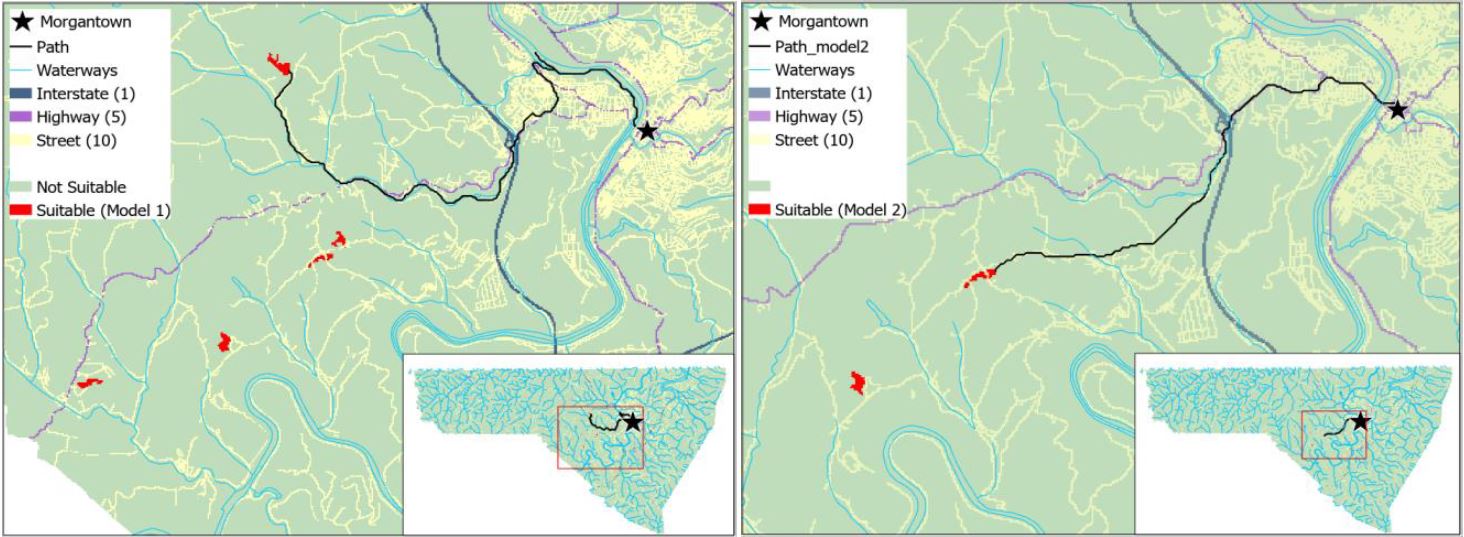 Morgantown
Path
Waterways
Interstate (1)
Highway (5)
Street (10)
Not Suitable
Suitable (Model 1)
Morgantown
Path_model2
Waterways
Interstate (1)
Highway (5)
Street (10)
Suitable (Model 2)